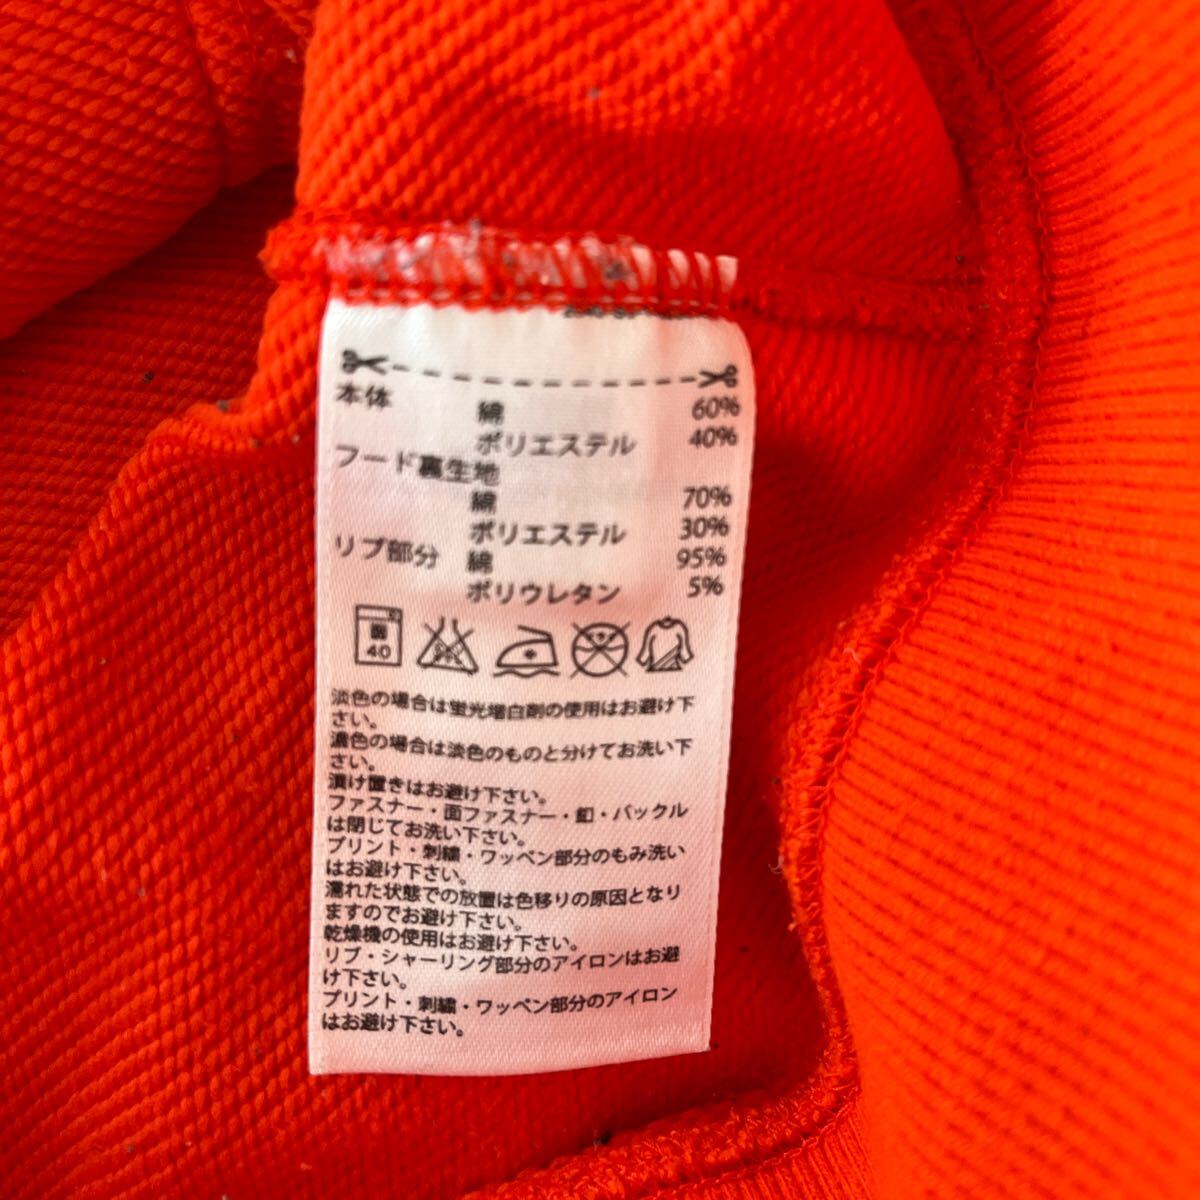 本体 綿 60%
ポリエステル 40%
フード裏生地
綿 70%
ポリエステル 30%
リブ部分 綿 95%
ポリウレタン 5%
40
淡色の場合は蛍光増白剤の使用はお避け下
さい。
濃色の場合は淡色のものと分けてお洗い下
さい。
漬け置きはお避け下さい。
ファスナー・面ファスナー・釦・バックル
は閉じてお洗い下さい。
プリント・刺繍・ワッペン部分のもみ洗い
はお避け下さい。
濡れた状態での放置は色移りの原因となり
ますのでお避け下さい。
乾燥機の使用はお避け下さい。
リブ・シャーリング部分のアイロンはお避
け下さい。
プリント・刺繍・ワッペン部分のアイロン
はお避け下さい。